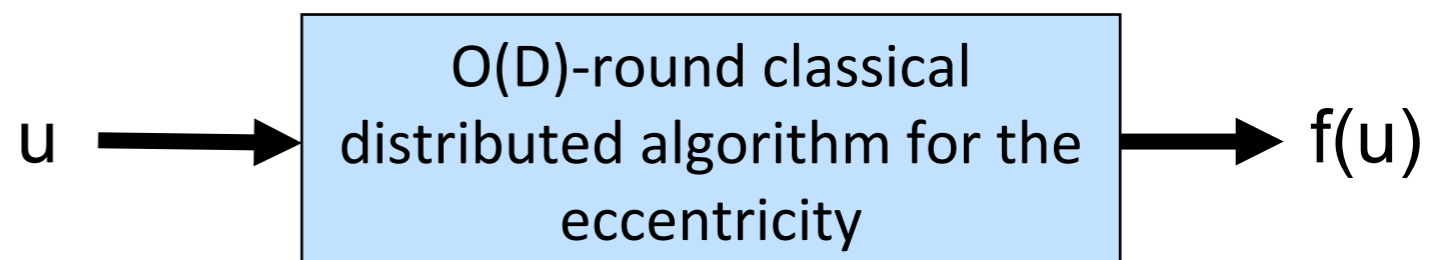 u
O(D)-round classical
distributed algorithm for the
eccentricity
f(u)